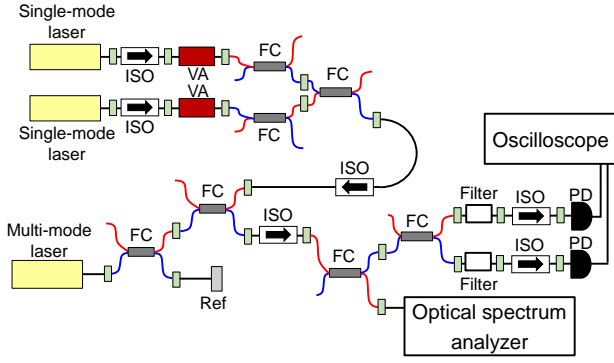 Single-mode
laser
ISO
VA
FC
VA
ISO
FC
FC
Single-mode
laser
Oscilloscope
ISO
FC
ISO
Filter
ISO
PD
FC
Multi-mode
laser
FC
Ref
FC
Filter
ISO
PD
Optical spectrum
analyzer